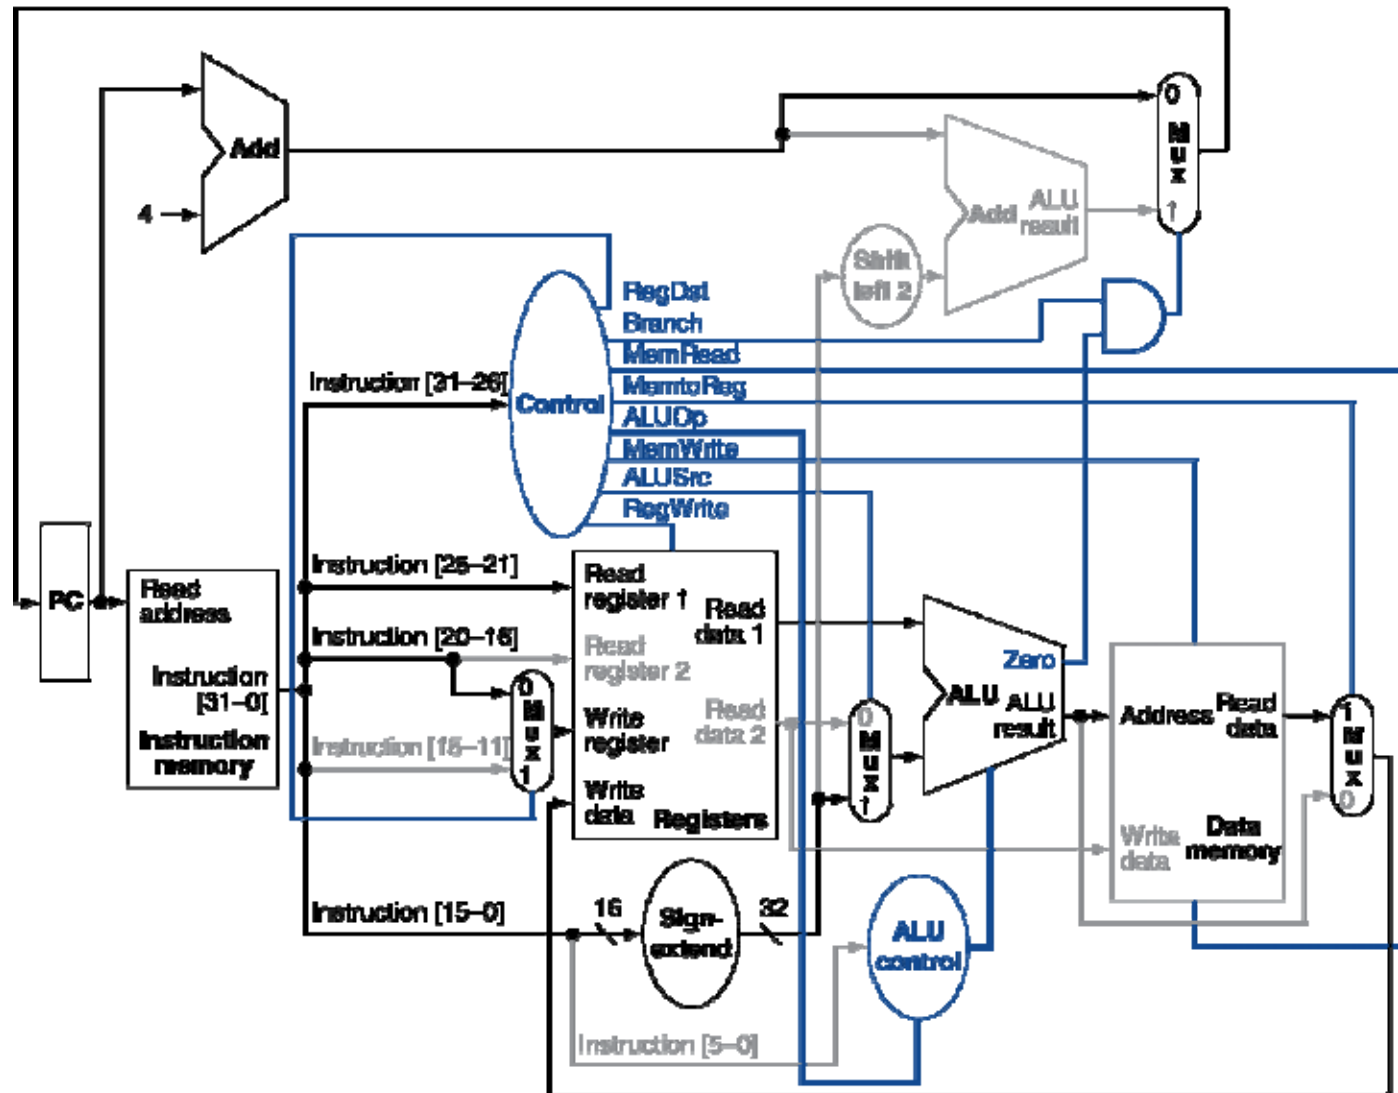 0
M
u
x
1
Add
4
Add
ALU
result
Shift
left 2
RegDst
Branch
MemRead
MemtoReg
ALUOp
MemWrite
ALUSrc
RegWrite
Instruction [31–26]
Control
PC
Read
address
Instruction
[31–0]
Instruction
memory
Instruction [25–21]
Instruction [20–16]
Instruction [15–11]
0
M
u
x
1
Read
register 1
Read
register 2
Write
register
Write
data
Read
data 1
Read
data 2
Registers
0
M
u
x
1
Zero
ALU
ALU
result
Address
Read
data
Write
data
Data
memory
1
M
u
x
0
Instruction [15–0]
16
Sign-
extend
32
ALU
control
Instruction [5–0]